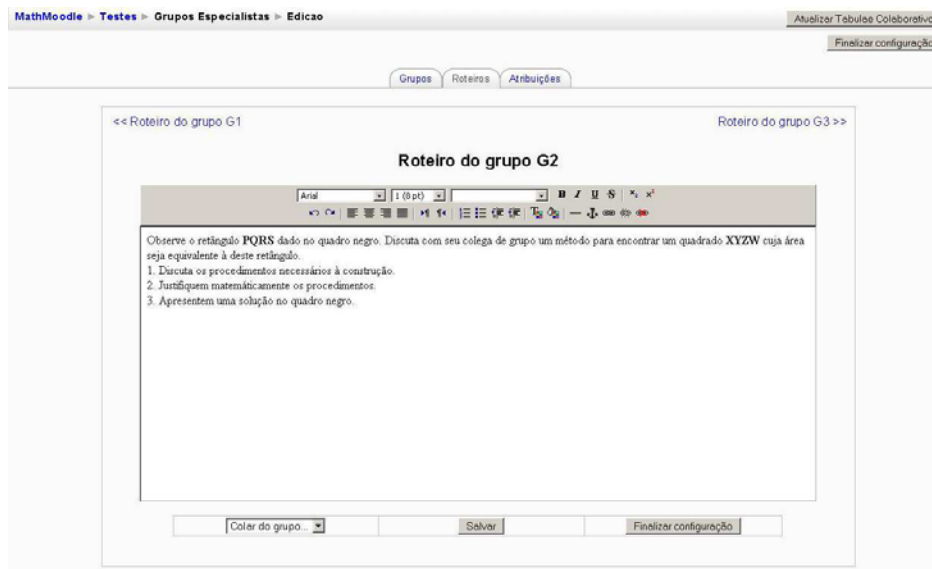 MathMoodle ► Testes ► Grupos Especialistas ► Edicao
Atualizar Tabulae Colaborativo
Finalizar configuração
Grupos Roteiros Atribuições
<< Roteiro do grupo G1 Roteiro do grupo G3 >>
Roteiro do grupo G2
Arial 1 (8 pt) B I U S x₂ x²
Observe o retângulo PQRS dado no quadro negro. Discuta com seu colega de grupo um método para encontrar um quadrado XYZW cuja área
seja equivalente à deste retângulo.
1. Discuta os procedimentos necessários à construção.
2. Justifiquem matemáticamente os procedimentos.
3. Apresentem uma solução no quadro negro.
Colar do grupo... Salvar Finalizar configuração